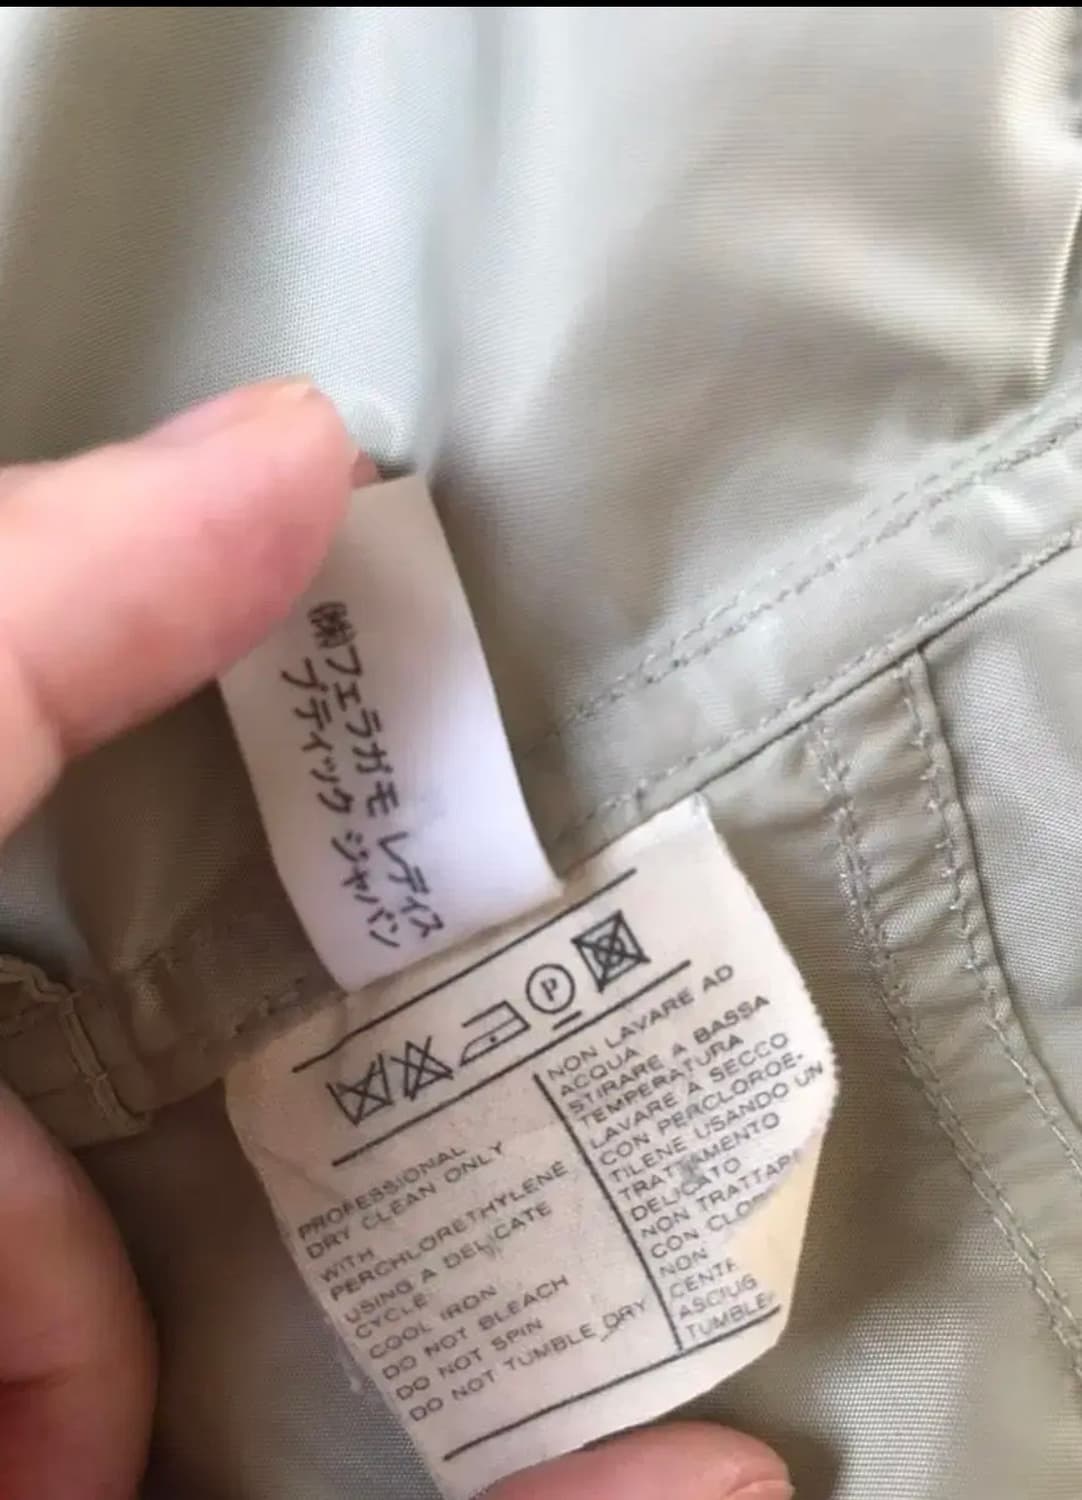 ㈱フェラガモ レディス
ブティック ジャパン
P
PROFESSIONAL
DRY CLEAN ONLY
WITH
PERCHLORETHYLENE
USING A DELICATE
CYCLE
COOL IRON
DO NOT BLEACH
DO NOT SPIN
DO NOT TUMBLE DRY
NON LAVARE AD
ACQUA
STIRARE A BASSA
TEMPERATURA
LAVARE A SECCO
CON PERCLOROE-
TILENE USANDO UN
TRATTAMENTO
DELICATO
NON TRATTARE
CON
NON